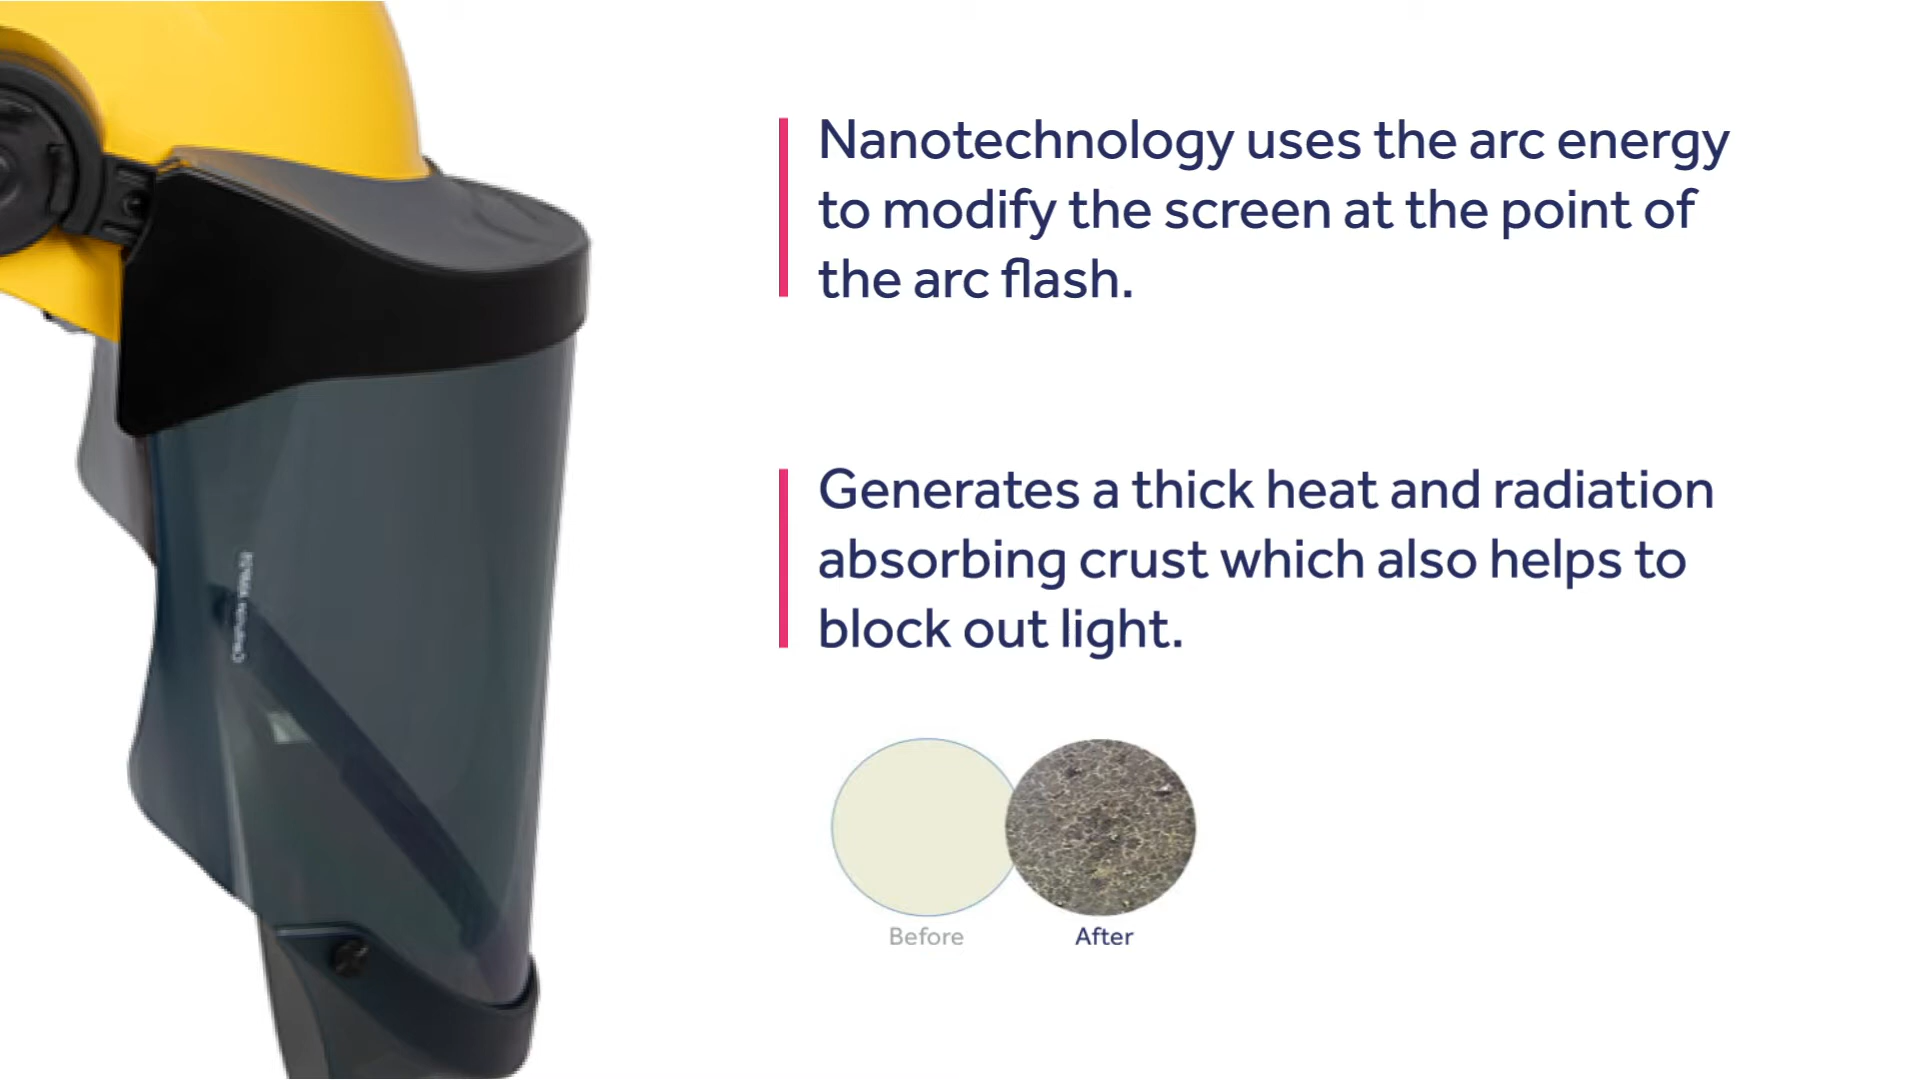 Nanotechnology uses the arc energy
to modify the screen at the point of
the arc flash.
Generates a thick heat and radiation
absorbing crust which also helps to
block out light.
Before
After